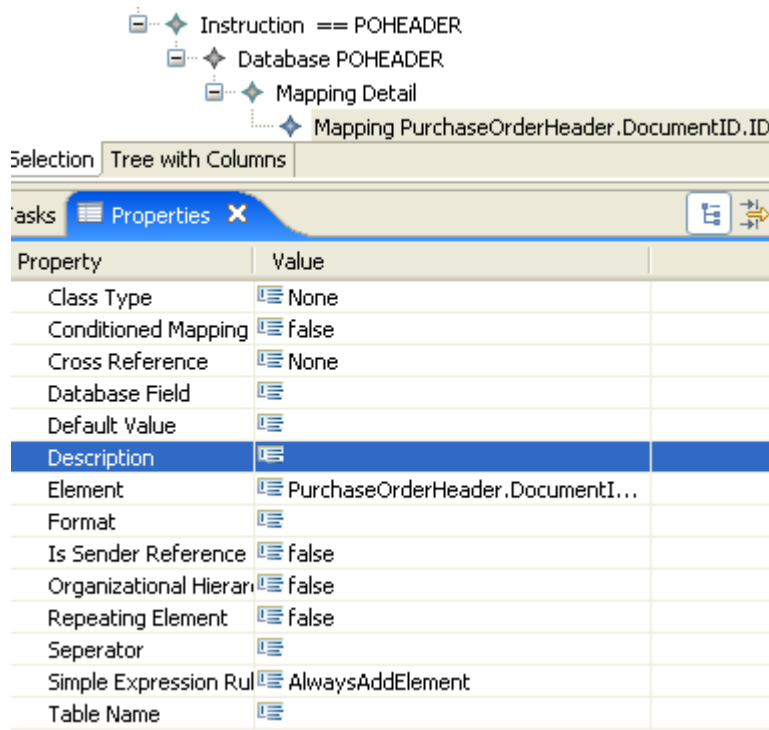 Instruction == POHEADER
Database POHEADER
Mapping Detail
Mapping PurchaseOrderHeader.DocumentID.ID
Selection Tree with Columns
Tasks Properties
Property Value
Class Type None
Conditioned Mapping false
Cross Reference None
Database Field
Default Value
Description
Element PurchaseOrderHeader.DocumentI...
Format
Is Sender Reference false
Organizational Hierar false
Repeating Element false
Seperator
Simple Expression Rul AlwaysAddElement
Table Name